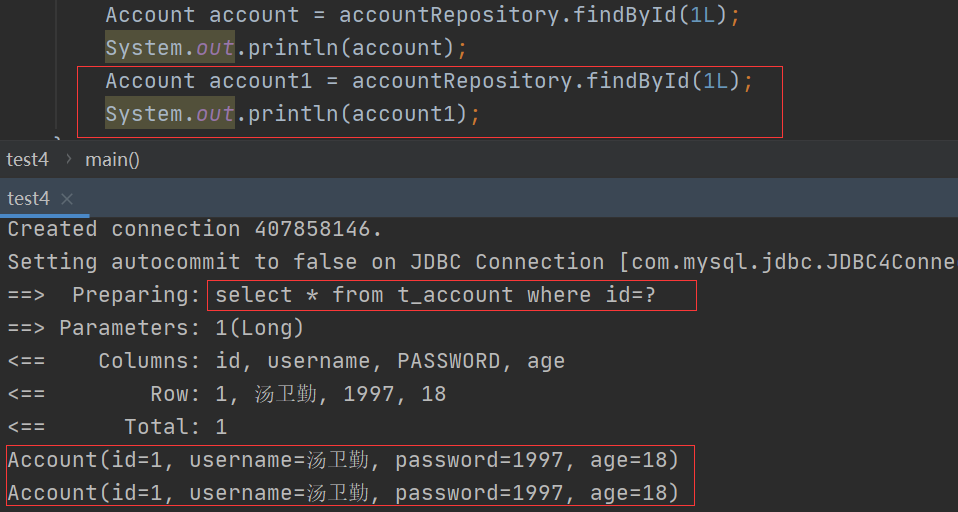 Account account = accountRepository.findById(1L);
System.out.println(account);
Account account1 = accountRepository.findById(1L);
System.out.println(account1);
test4 › main()
test4 ×
Created connection 407858146.
Setting autocommit to false on JDBC Connection [com.mysql.jdbc.JDBC4Conne
==>  Preparing: select * from t_account where id=?
==> Parameters: 1(Long)
<==    Columns: id, username, PASSWORD, age
<==        Row: 1, 汤卫勤, 1997, 18
<==      Total: 1
Account(id=1, username=汤卫勤, password=1997, age=18)
Account(id=1, username=汤卫勤, password=1997, age=18)